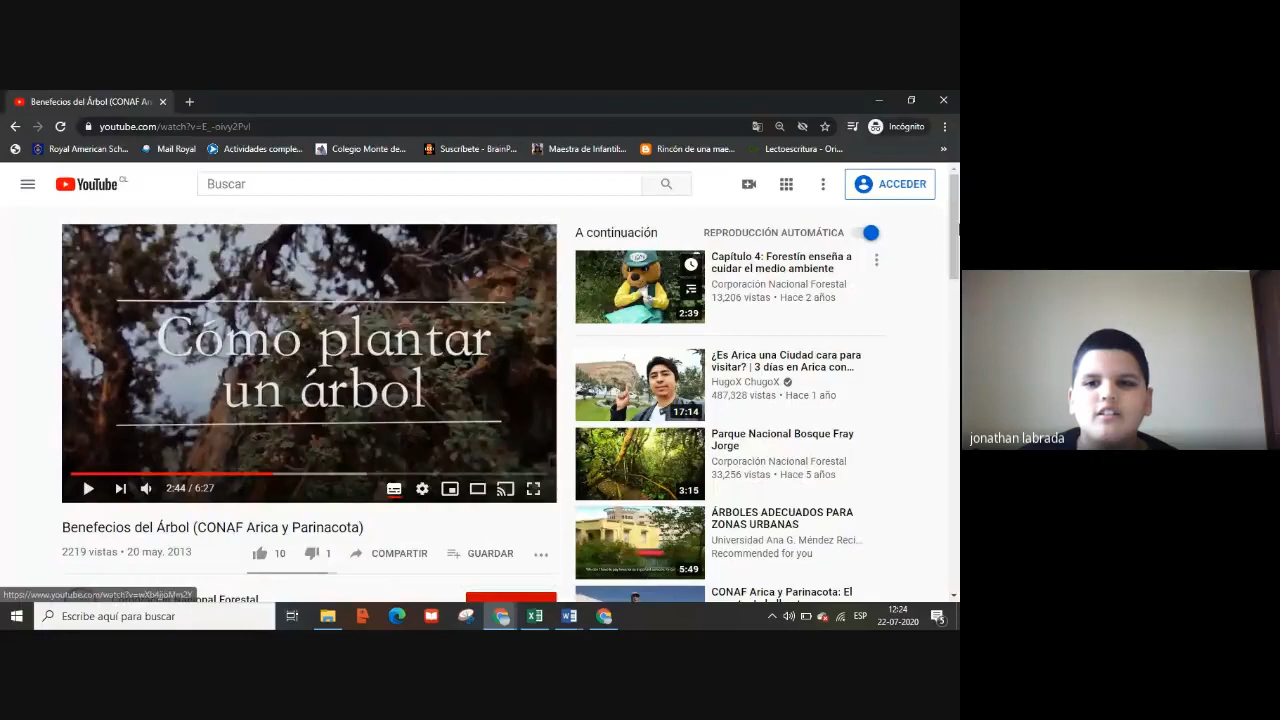 Benefecios del Árbol (CONAF Ar
youtube.com/watch?v=E_-oivy2PvI
Incógnito
Royal American Sch...
Mail Royal
Actividades comple...
Colegio Monte de...
Suscríbete - BrainP...
Maestra de Infantil:...
Rincón de una mae...
Lectoescritura - Ori...
»
YouTube CL
Buscar
ACCEDER
Cómo plantar
un árbol
2:44 / 6:27
Benefecios del Árbol (CONAF Arica y Parinacota)
2219 vistas • 20 may. 2013
10
1
COMPARTIR
GUARDAR
A continuación
REPRODUCCIÓN AUTOMÁTICA
2:39
Capítulo 4: Forestín enseña a
cuidar el medio ambiente
Corporación Nacional Forestal
13,206 vistas • Hace 2 años
17:14
¿Es Arica una Ciudad cara para
visitar? | 3 días en Arica con...
HugoX ChugoX
487,328 vistas • Hace 1 año
3:15
Parque Nacional Bosque Fray
Jorge
Corporación Nacional Forestal
33,256 vistas • Hace 5 años
5:49
ÁRBOLES ADECUADOS PARA
ZONAS URBANAS
Universidad Ana G. Méndez Reci...
Recommended for you
CONAF Arica y Parinacota: El
Nacional Forestal
Escribe aquí para buscar
ESP
12:24
22-07-2020
5
jonathan labrada